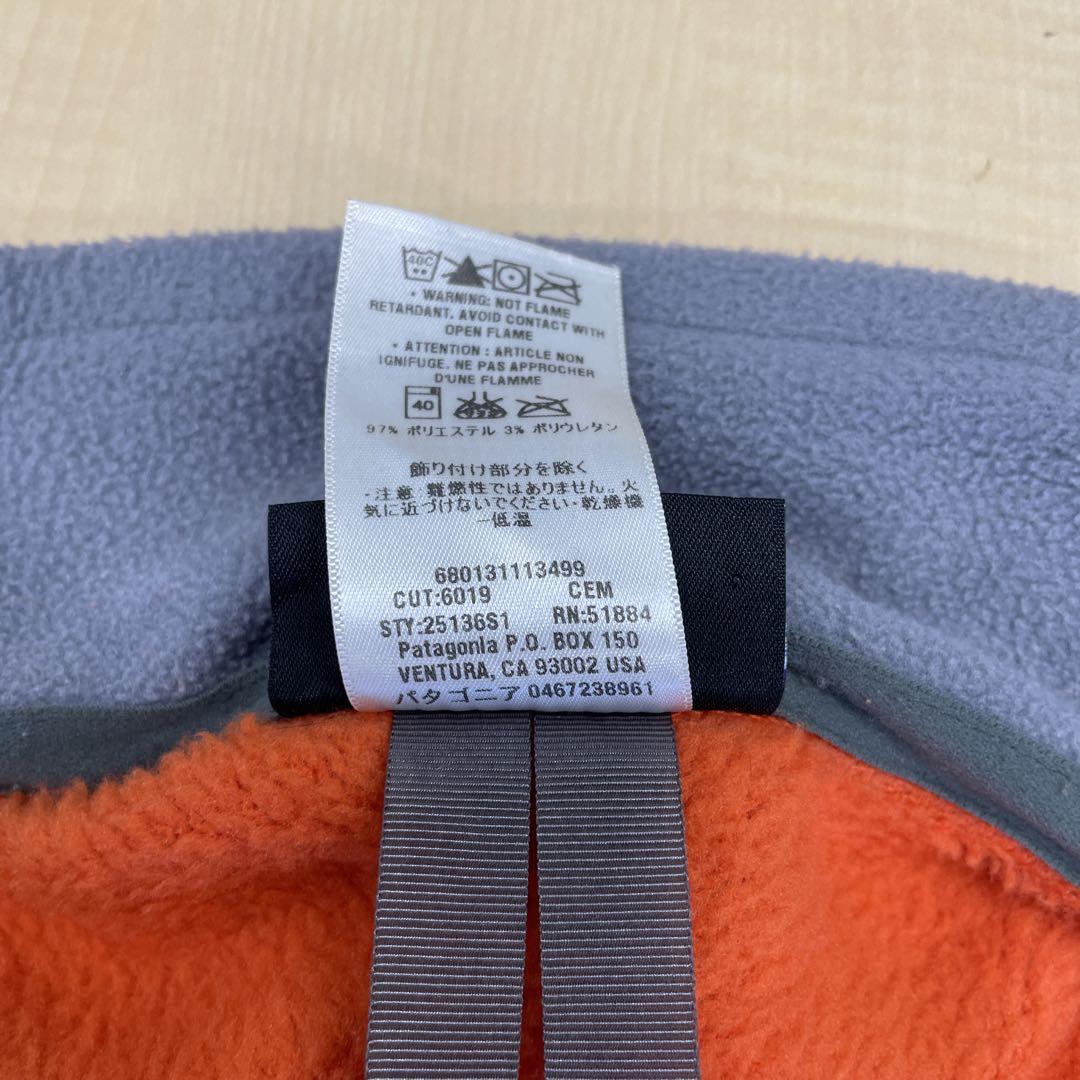 40C
• WARNING: NOT FLAME
RETARDANT. AVOID CONTACT WITH
OPEN FLAME
• ATTENTION : ARTICLE NON
IGNIFUGE. NE PAS APPROCHER
D'UNE FLAMME
40
97% ポリエステル 3% ポリウレタン
飾り付け部分を除く
・注意 難燃性ではありません。火
気に近づけないでください・乾燥機
－低温
680131113499
CUT:6019 CEM
STY:25136S1 RN:51884
Patagonia P.O. BOX 150
VENTURA, CA 93002 USA
パタゴニア 0467238961